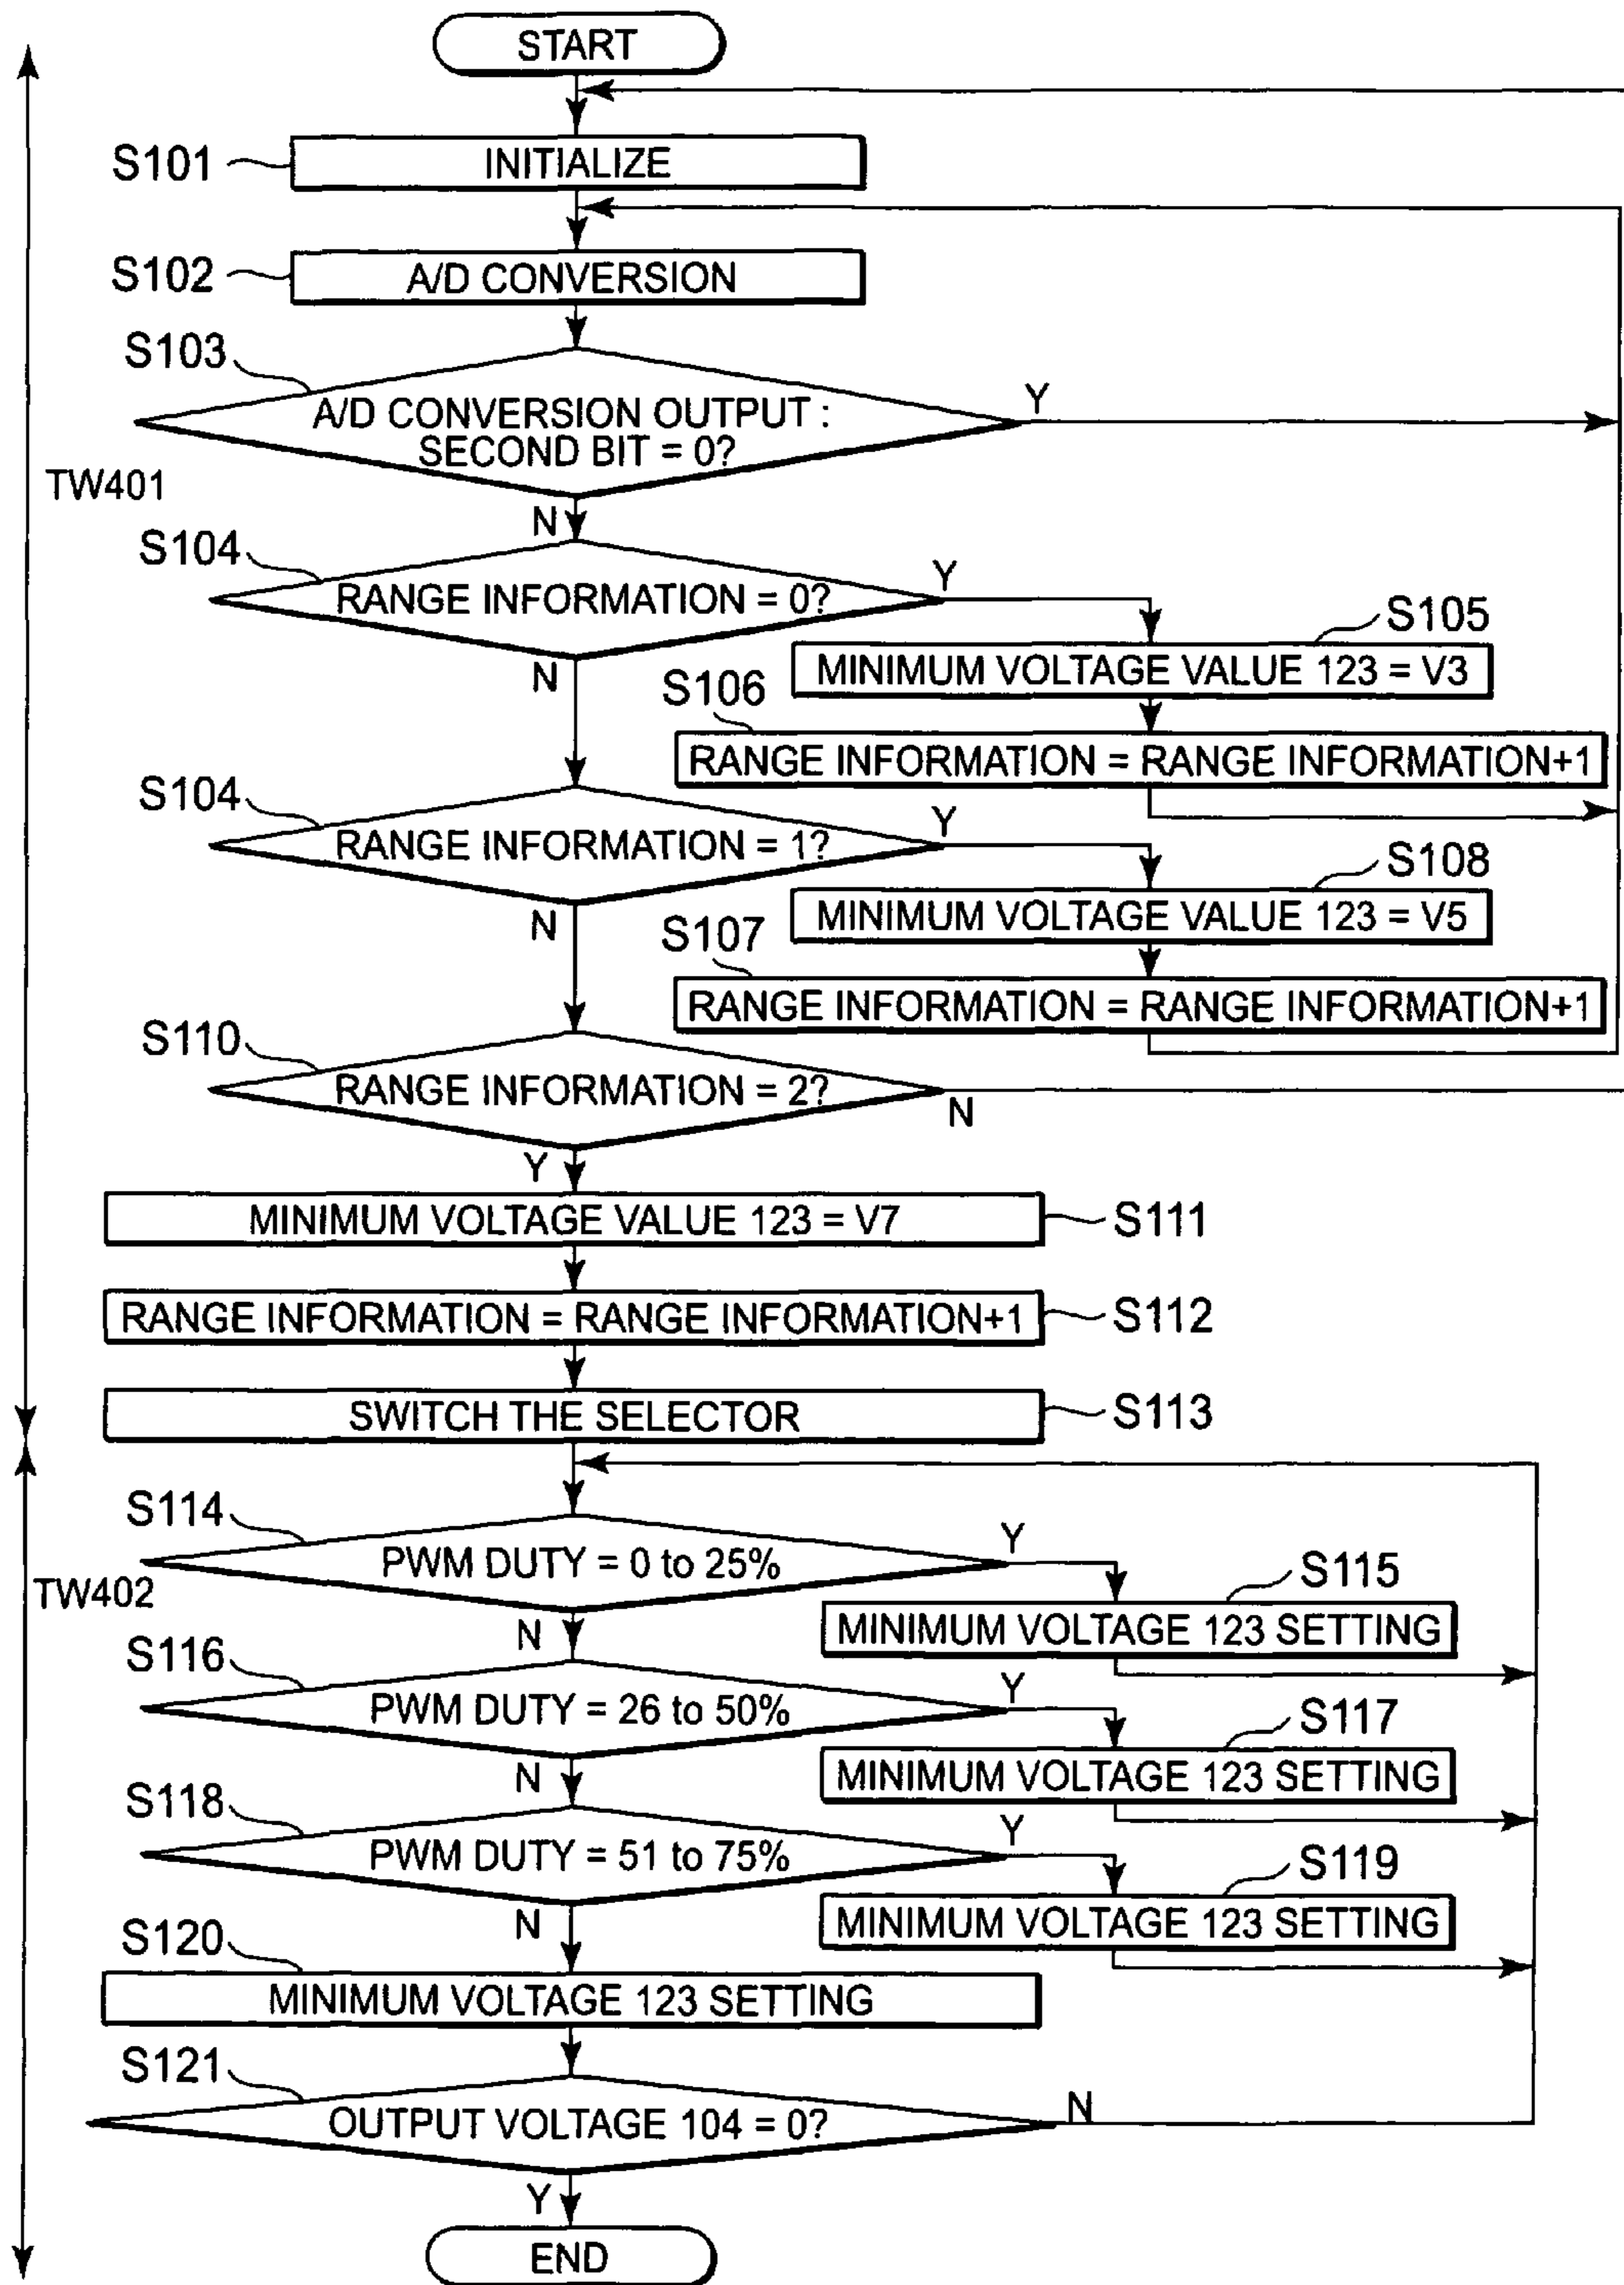 START
S101
INITIALIZE
S102
A/D CONVERSION
S103
A/D CONVERSION OUTPUT :
SECOND BIT = 0?
Y
TW401
N
S104
RANGE INFORMATION = 0?
Y
S105
MINIMUM VOLTAGE VALUE 123 = V3
N
S106
RANGE INFORMATION = RANGE INFORMATION+1
S104
RANGE INFORMATION = 1?
Y
S108
MINIMUM VOLTAGE VALUE 123 = V5
N
S107
RANGE INFORMATION = RANGE INFORMATION+1
S110
RANGE INFORMATION = 2?
N
Y
MINIMUM VOLTAGE VALUE 123 = V7
S111
RANGE INFORMATION = RANGE INFORMATION+1
S112
SWITCH THE SELECTOR
S113
S114
PWM DUTY = 0 to 25%
Y
TW402
S115
MINIMUM VOLTAGE 123 SETTING
N
S116
PWM DUTY = 26 to 50%
Y
S117
MINIMUM VOLTAGE 123 SETTING
N
S118
PWM DUTY = 51 to 75%
Y
S119
MINIMUM VOLTAGE 123 SETTING
N
S120
MINIMUM VOLTAGE 123 SETTING
S121
OUTPUT VOLTAGE 104 = 0?
N
Y
END